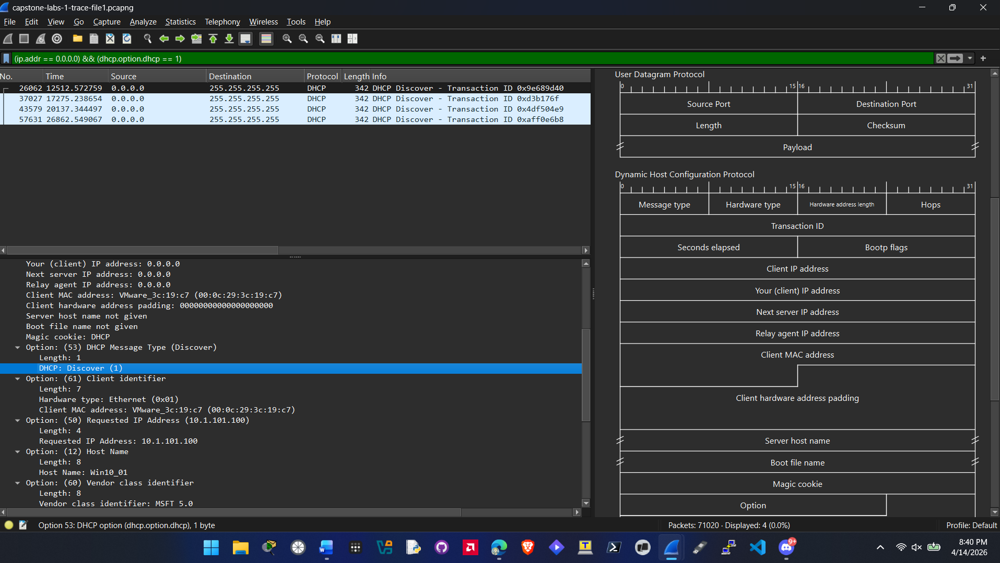 capstone-labs-1-trace-file1.pcapng
File Edit View Go Capture Analyze Statistics Telephony Wireless Tools Help
(ip.addr == 0.0.0.0) && (dhcp.option.dhcp == 1)
No. Time Source Destination Protocol Length Info
26062 12512.572759 0.0.0.0 255.255.255.255 DHCP 342 DHCP Discover - Transaction ID 0x9e689d40
37027 17275.238654 0.0.0.0 255.255.255.255 DHCP 342 DHCP Discover - Transaction ID 0xd3b176f
43579 20137.344497 0.0.0.0 255.255.255.255 DHCP 342 DHCP Discover - Transaction ID 0x4df504e9
57631 26862.549067 0.0.0.0 255.255.255.255 DHCP 342 DHCP Discover - Transaction ID 0xaff0e6b8
Your (client) IP address: 0.0.0.0
Next server IP address: 0.0.0.0
Relay agent IP address: 0.0.0.0
Client MAC address: VMware_3c:19:c7 (00:0c:29:3c:19:c7)
Client hardware address padding: 00000000000000000000
Server host name not given
Boot file name not given
Magic cookie: DHCP
Option: (53) DHCP Message Type (Discover)
Length: 1
DHCP: Discover (1)
Option: (61) Client identifier
Length: 7
Hardware type: Ethernet (0x01)
Client MAC address: VMware_3c:19:c7 (00:0c:29:3c:19:c7)
Option: (50) Requested IP Address (10.1.101.100)
Length: 4
Requested IP Address: 10.1.101.100
Option: (12) Host Name
Length: 8
Host Name: Win10_01
Option: (60) Vendor class identifier
Length: 8
Vendor class identifier: MSFT 5.0
User Datagram Protocol
0 15 16 31
Source Port Destination Port
Length Checksum
Payload
Dynamic Host Configuration Protocol
0 15 16 31
Message type Hardware type Hardware address length Hops
Transaction ID
Seconds elapsed Bootp flags
Client IP address
Your (client) IP address
Next server IP address
Relay agent IP address
Client MAC address
Client hardware address padding
Server host name
Boot file name
Magic cookie
Option
Option 53: DHCP option (dhcp.option.dhcp), 1 byte
Packets: 71020 · Displayed: 4 (0.0%)
Profile: Default
9+
8:40 PM
4/14/2026